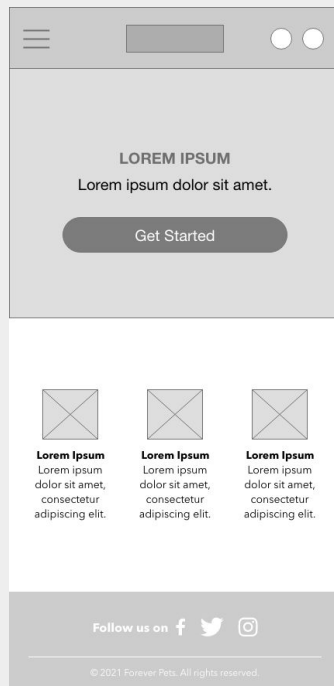 LOREM IPSUM
Lorem ipsum dolor sit amet.
Get Started
Lorem Ipsum
Lorem ipsum
dolor sit amet,
consectetur
adipiscing elit.
Lorem Ipsum
Lorem ipsum
dolor sit amet,
consectetur
adipiscing elit.
Lorem Ipsum
Lorem ipsum
dolor sit amet,
consectetur
adipiscing elit.
Follow us on
© 2021 Forever Pets. All rights reserved.